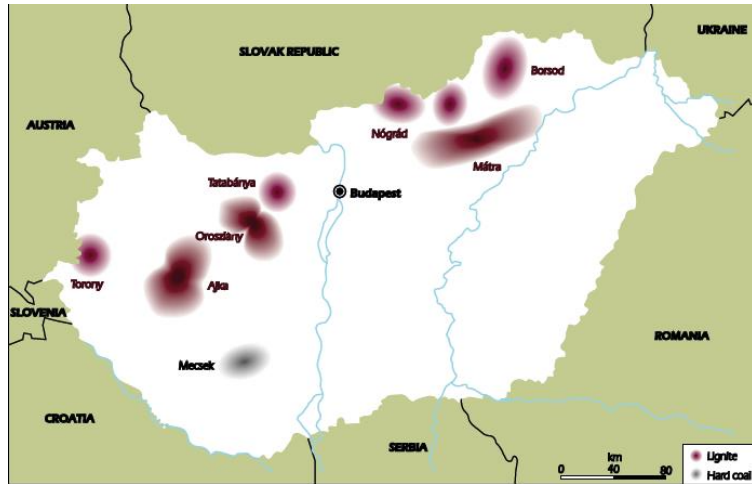 UKRAINE
SLOVAK REPUBLIC
Borsod
AUSTRIA
Nógrád
Mátra
Tatabánya
Budapest
Oroszlány
Torony
Ajka
SLOVENIA
ROMANIA
Mecsek
CROATIA
SERBIA
km
0 40 80
Lignite
Hard coal